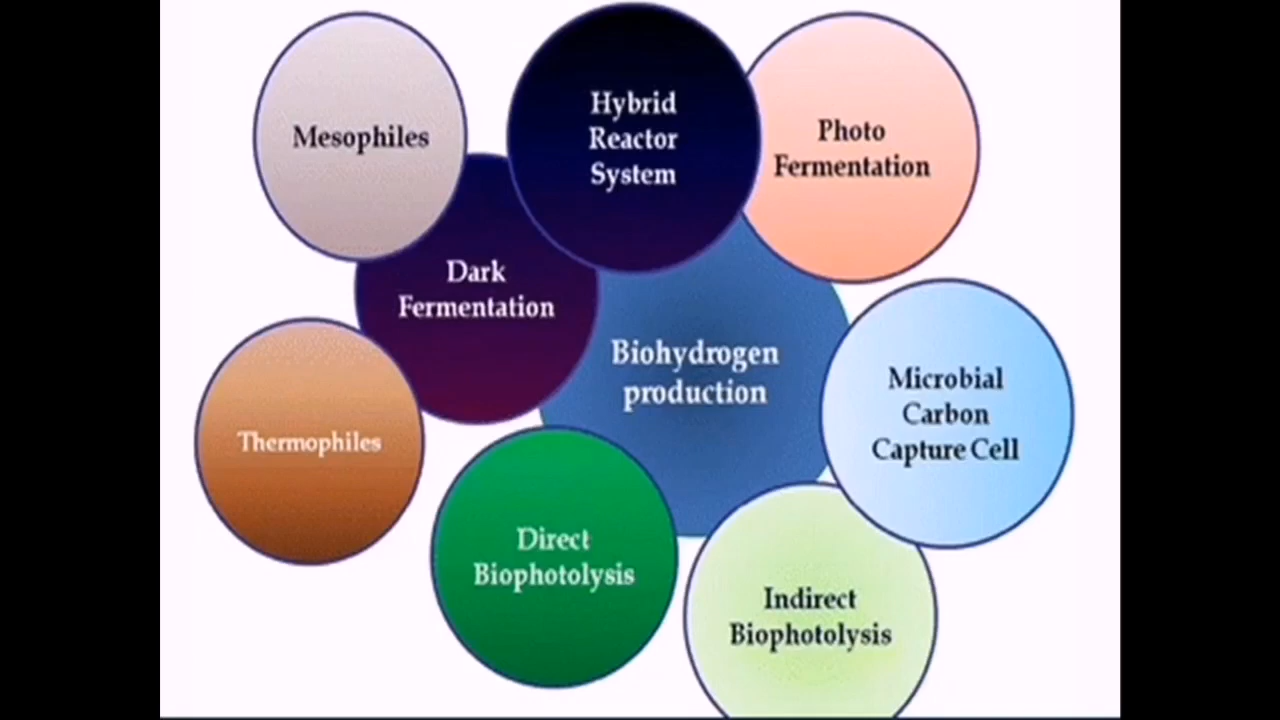 Mesophiles
Hybrid
Reactor
System
Photo
Fermentation
Dark
Fermentation
Biohydrogen
production
Microbial
Carbon
Capture Cell
Thermophiles
Direct
Biophotolysis
Indirect
Biophotolysis